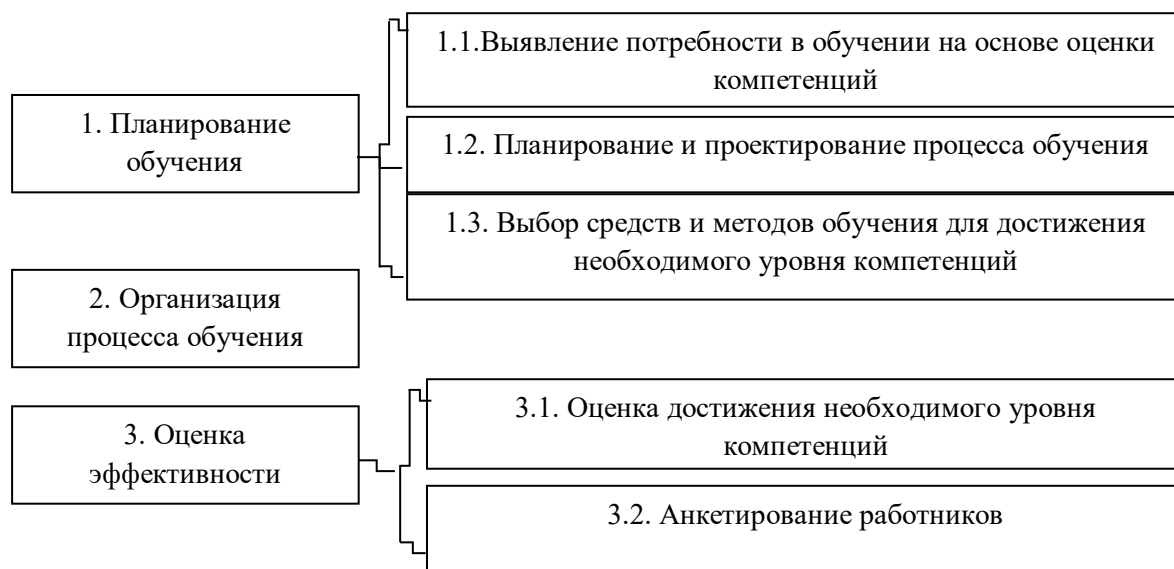 1. Планирование
обучения
1.1.Выявление потребности в обучении на основе оценки
компетенций
1.2. Планирование и проектирование процесса обучения
1.3. Выбор средств и методов обучения для достижения
необходимого уровня компетенций
2. Организация
процесса обучения
3. Оценка
эффективности
3.1. Оценка достижения необходимого уровня
компетенций
3.2. Анкетирование работников